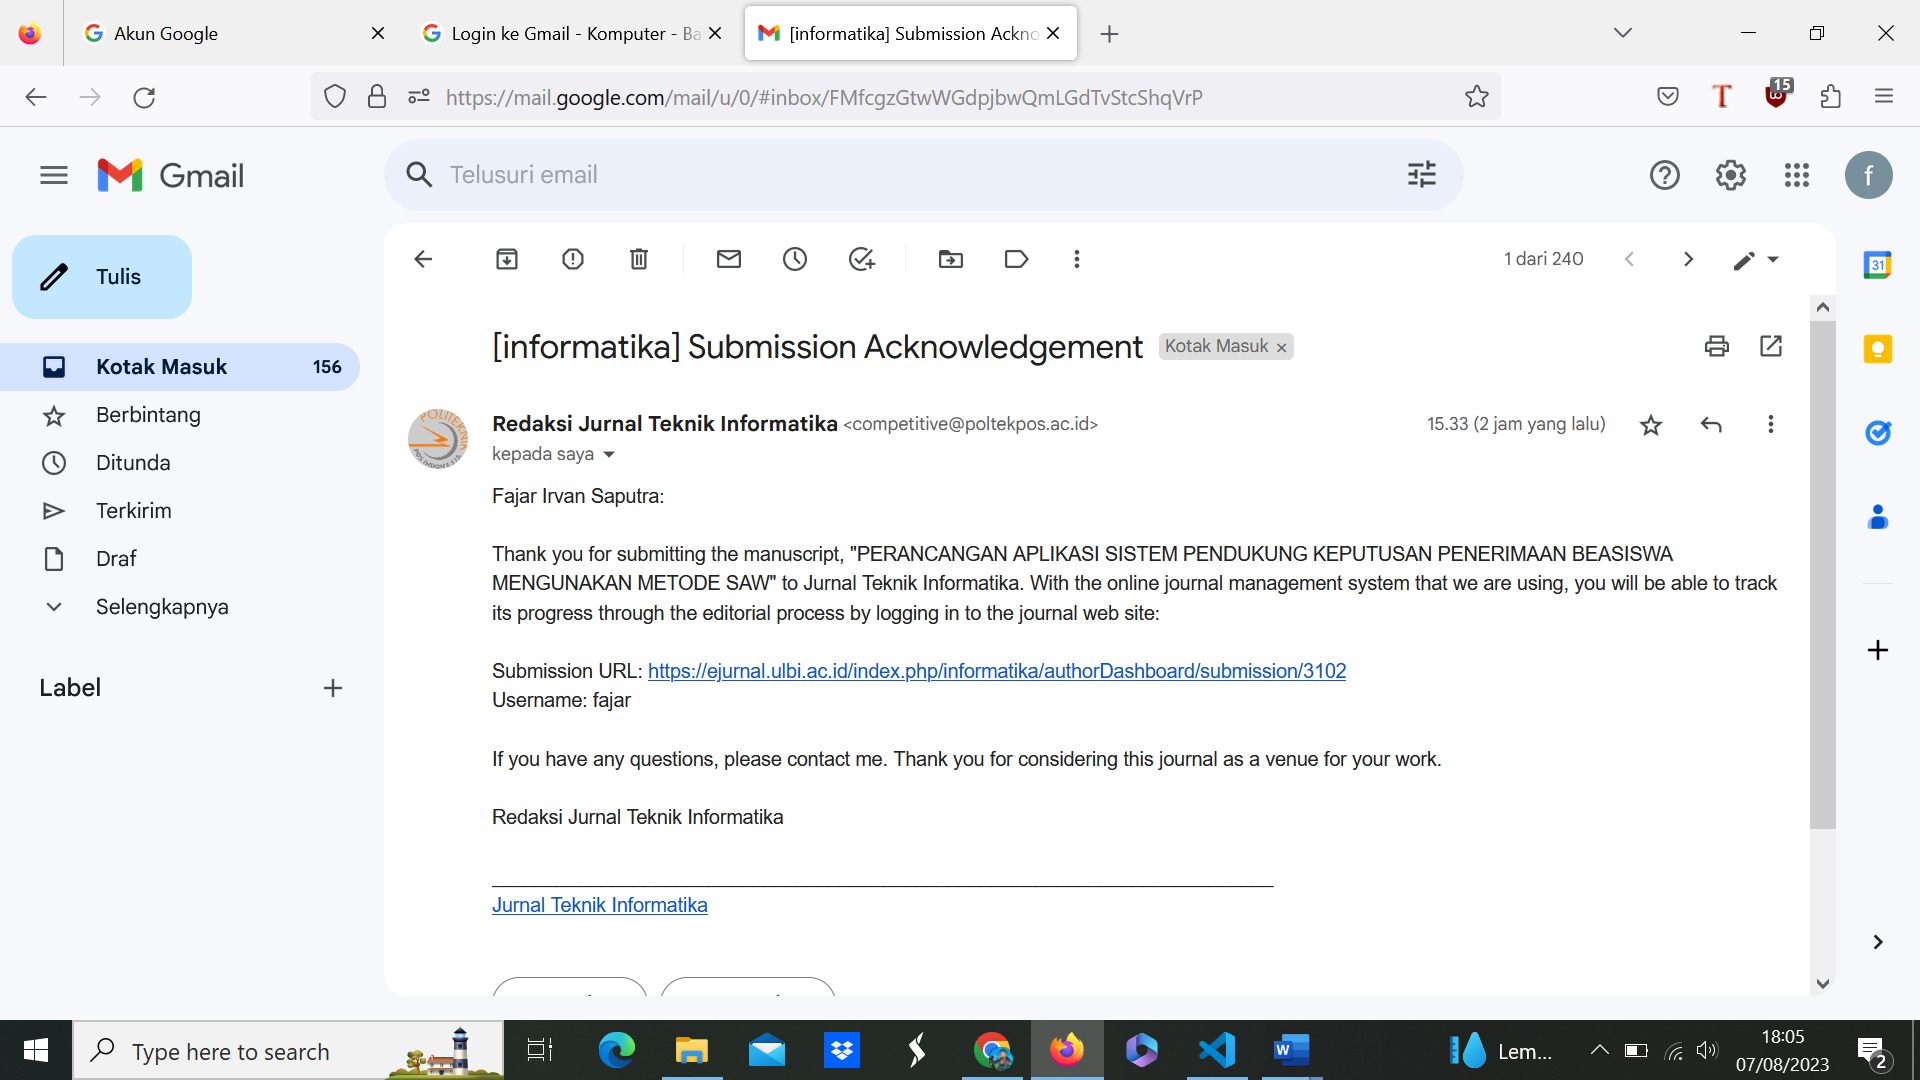 Akun Google
Login ke Gmail - Komputer - Ba
[informatika] Submission Ackno
https://mail.google.com/mail/u/0/#inbox/FMfcgzGtwWGdpjbwQmLGdTvStcShqVrP
T
15
Gmail
Telusuri email
f
Tulis
1 dari 240
31
Kotak Masuk 156
Berbintang
Ditunda
Terkirim
Draf
Selengkapnya
Label
[informatika] Submission Acknowledgement
Kotak Masuk
POLITEKNIK
POS INDONESIA
Redaksi Jurnal Teknik Informatika <competitive@poltekpos.ac.id>
15.33 (2 jam yang lalu)
kepada saya
Fajar Irvan Saputra:
Thank you for submitting the manuscript, "PERANCANGAN APLIKASI SISTEM PENDUKUNG KEPUTUSAN PENERIMAAN BEASISWA
MENGUNAKAN METODE SAW" to Jurnal Teknik Informatika. With the online journal management system that we are using, you will be able to track
its progress through the editorial process by logging in to the journal web site:
Submission URL: https://ejurnal.ulbi.ac.id/index.php/informatika/authorDashboard/submission/3102
Username: fajar
If you have any questions, please contact me. Thank you for considering this journal as a venue for your work.
Redaksi Jurnal Teknik Informatika
Jurnal Teknik Informatika
Type here to search
W
Lem...
18:05
07/08/2023
2